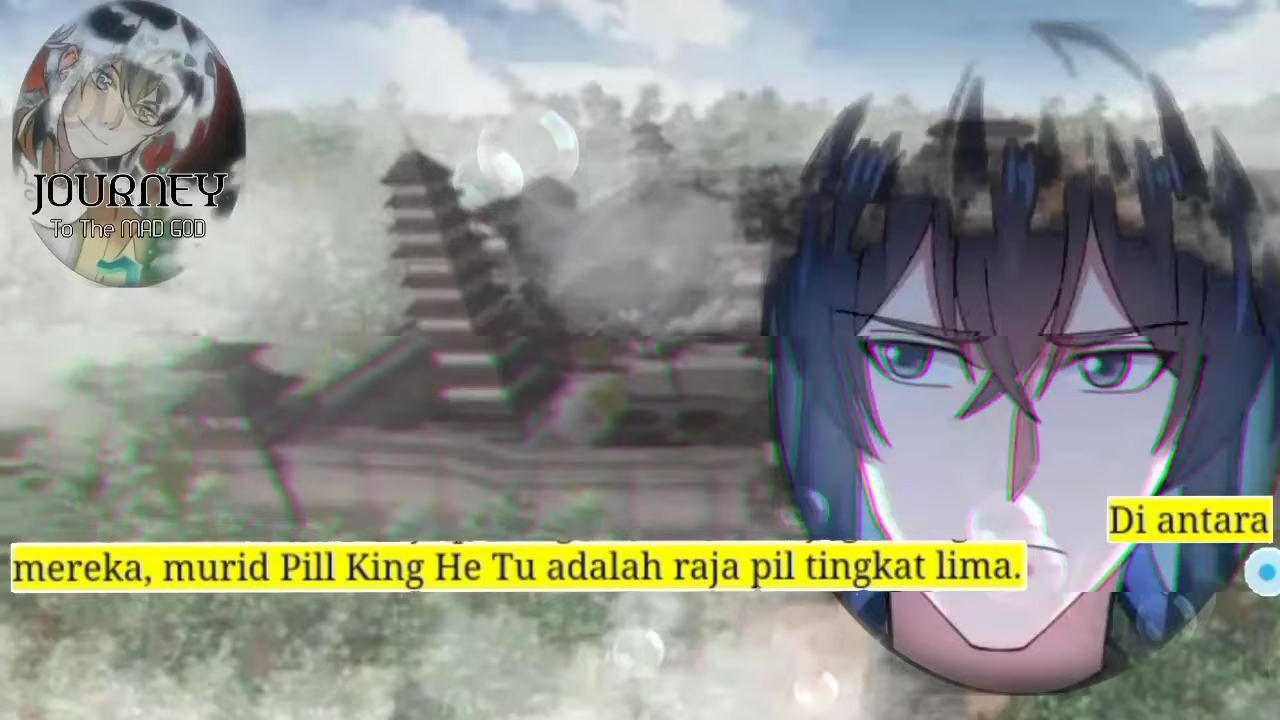 JOURNEY
To The MAD GOD
Di antara
mereka, murid Pill King He Tu adalah raja pil tingkat lima.